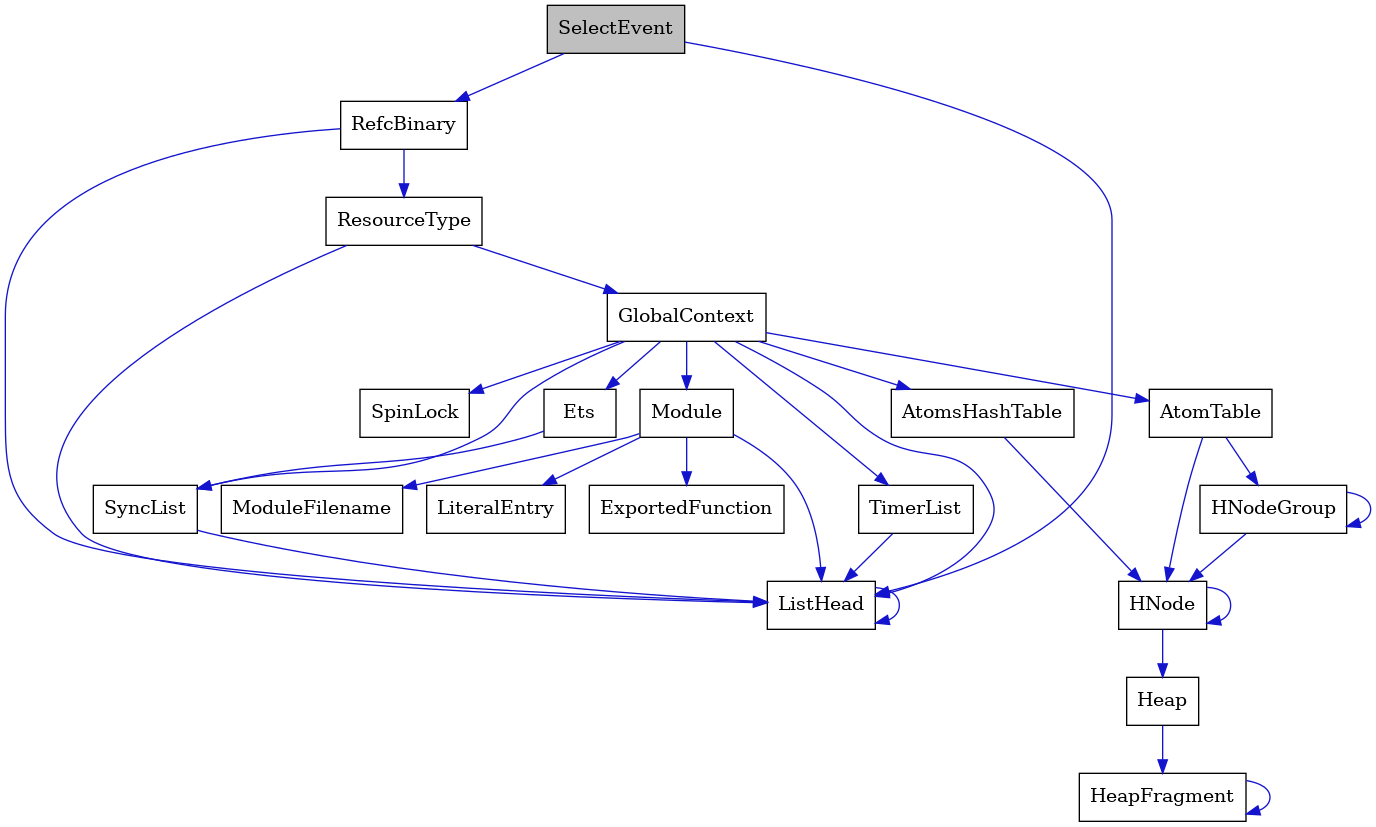 SelectEvent
RefcBinary
ResourceType
GlobalContext
SpinLock
Ets
Module
AtomsHashTable
AtomTable
SyncList
ModuleFilename
LiteralEntry
ExportedFunction
TimerList
HNodeGroup
ListHead
HNode
Heap
HeapFragment